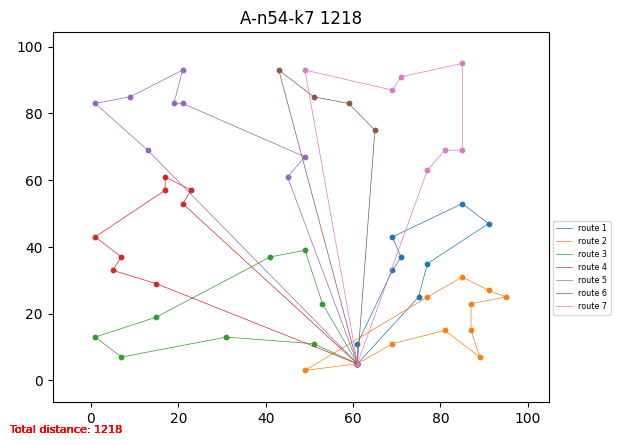 A-n54-k7 1218
100
80
60
40
20
0
0 20 40 60 80 100
route 1
route 2
route 3
route 4
route 5
route 6
route 7
Total distance: 1218